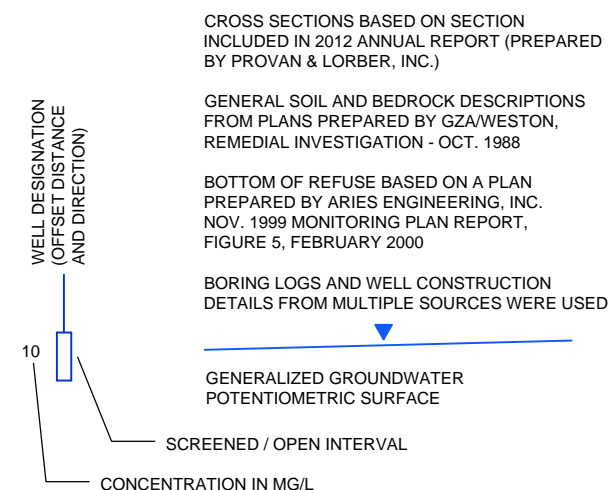 CROSS SECTIONS BASED ON SECTION
INCLUDED IN 2012 ANNUAL REPORT (PREPARED
BY PROVAN & LORBER, INC.)
GENERAL SOIL AND BEDROCK DESCRIPTIONS
FROM PLANS PREPARED BY GZA/WESTON,
REMEDIAL INVESTIGATION - OCT. 1988
BOTTOM OF REFUSE BASED ON A PLAN
PREPARED BY ARIES ENGINEERING, INC.
NOV. 1999 MONITORING PLAN REPORT,
FIGURE 5, FEBRUARY 2000
BORING LOGS AND WELL CONSTRUCTION
DETAILS FROM MULTIPLE SOURCES WERE USED
WELL DESIGNATION
(OFFSET DISTANCE
AND DIRECTION)
10
GENERALIZED GROUNDWATER
POTENTIOMETRIC SURFACE
SCREENED / OPEN INTERVAL
CONCENTRATION IN MG/L